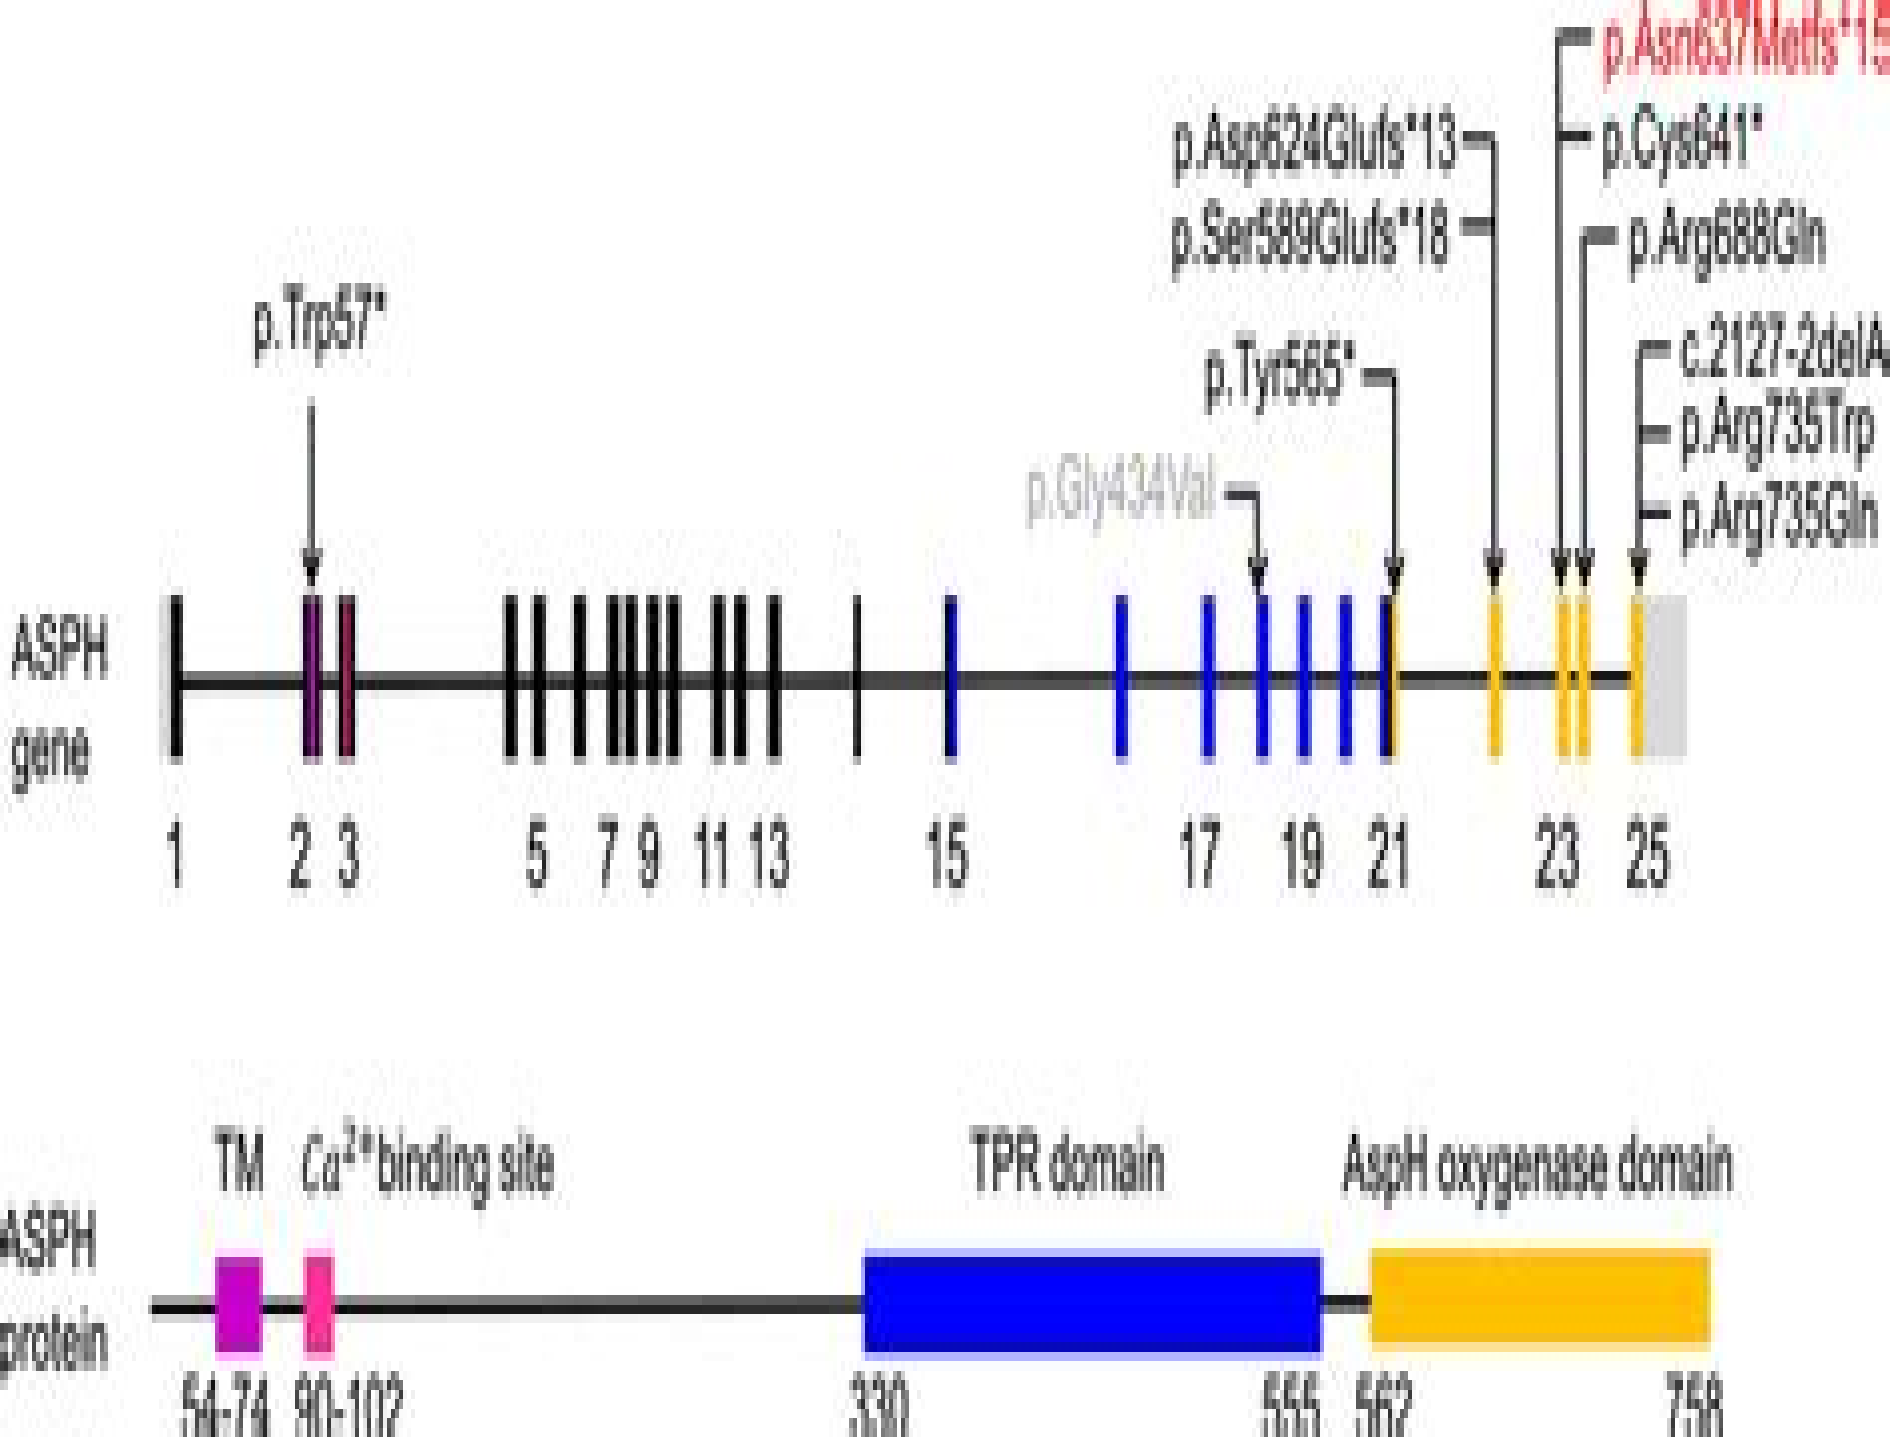 p.Asn637Metfs*15
p.Asp624Glufs*13
p.Cys641*
p.Ser589Glufs*18
p.Arg688Gln
p.Trp57*
p.Tyr565*
c.2127-2delA
p.Arg735Trp
p.Gly434Val
p.Arg735Gln
ASPH
gene
1 2 3 5 7 9 11 13 15 17 19 21 23 25
TM Ca²⁺binding site TPR domain AspH oxygenase domain
ASPH
protein
54-74 90-102 330 555 562 758